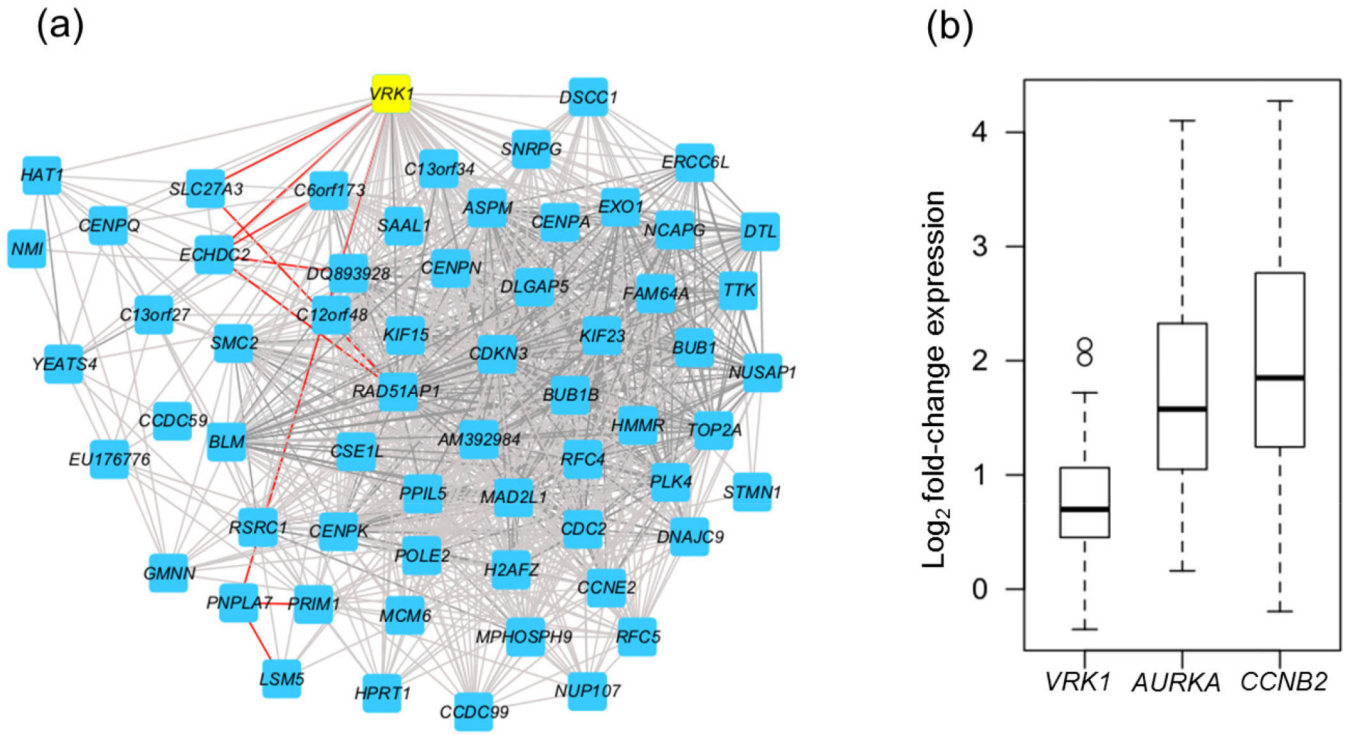 (a)
(b)
VRK1
DSCC1
SNRPG
ERCC6L
C13orf34
HAT1
SLC27A3
C6orf173
ASPM
EXO1
CENPQ
SAAL1
CENPA
NCAPG
DTL
NMI
ECHDC2
DQ893928
CENPN
DLGAP5
FAM64A
TTK
C13orf27
C12orf48
KIF15
KIF23
YEATS4
SMC2
CDKN3
BUB1
NUSAP1
RAD51AP1
BUB1B
CCDC59
BLM
HMMR
TOP2A
EU176776
CSE1L
AM392984
RFC4
PPIL5
MAD2L1
PLK4
STMN1
RSRC1
CENPK
CDC2
DNAJC9
GMNN
POLE2
H2AFZ
CCNE2
PNPLA7
PRIM1
MCM6
MPHOSPH9
RFC5
LSM5
HPRT1
CCDC99
NUP107
Log2 fold-change expression
4
3
2
1
0
VRK1 AURKA CCNB2